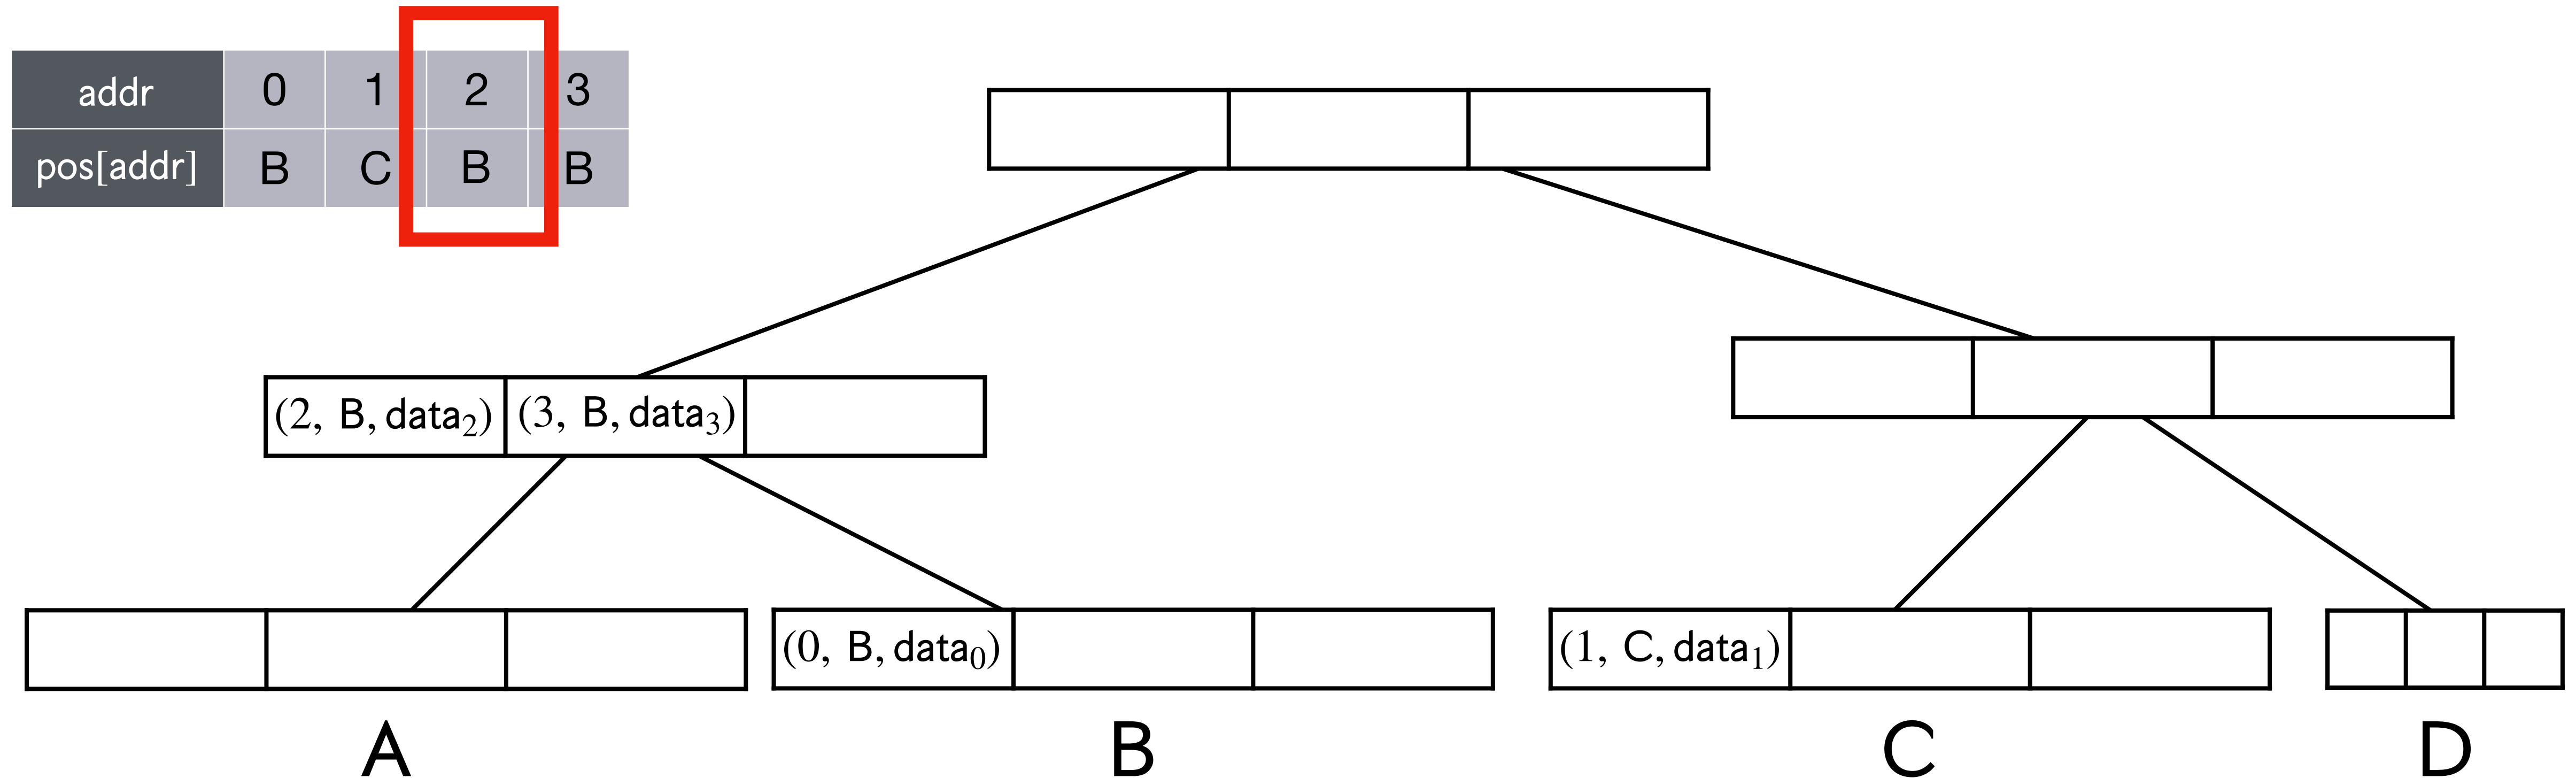 addr 0 1 2 3
pos[addr] B C B B
(2, B, data₂) (3, B, data₃)
(0, B, data₀) (1, C, data₁)
A B C D